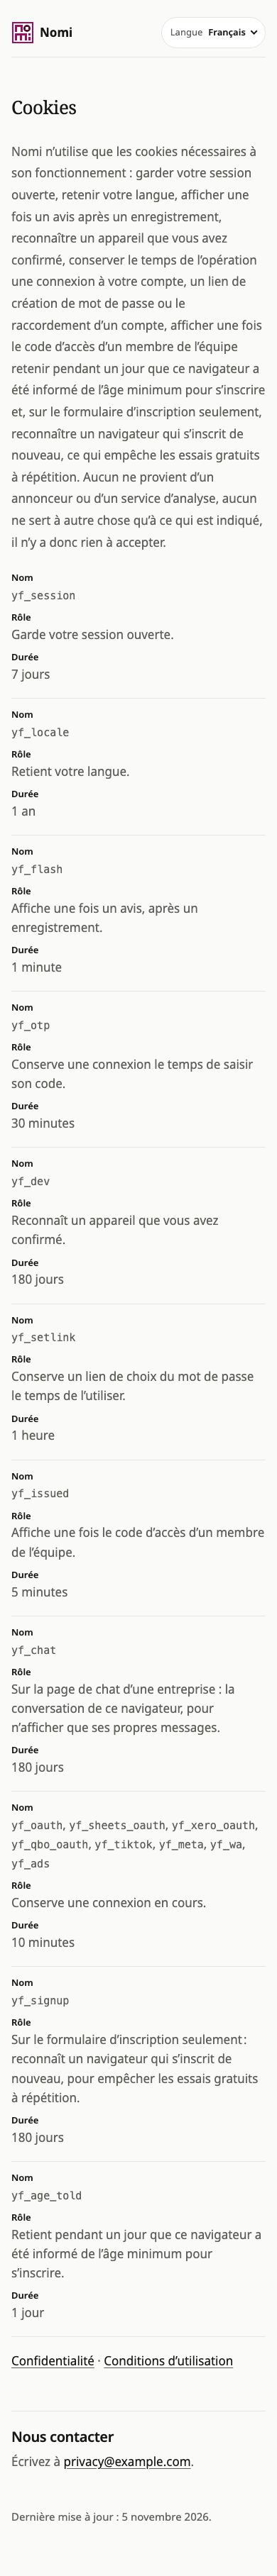 Nomi
Langue Français
Cookies
Nomi n’utilise que les cookies nécessaires à
son fonctionnement : garder votre session
ouverte, retenir votre langue, afficher une
fois un avis après un enregistrement,
reconnaître un appareil que vous avez
confirmé, conserver le temps de l’opération
une connexion à votre compte, un lien de
création de mot de passe ou le
raccordement d’un compte, afficher une fois
le code d’accès d’un membre de l’équipe
retenir pendant un jour que ce navigateur a
été informé de l’âge minimum pour s’inscrire
et, sur le formulaire d’inscription seulement,
reconnaître un navigateur qui s’inscrit de
nouveau, ce qui empêche les essais gratuits
à répétition. Aucun ne provient d’un
annonceur ou d’un service d’analyse, aucun
ne sert à autre chose qu’à ce qui est indiqué,
il n’y a donc rien à accepter.
Nom
yf_session
Rôle
Garde votre session ouverte.
Durée
7 jours
Nom
yf_locale
Rôle
Retient votre langue.
Durée
1 an
Nom
yf_flash
Rôle
Affiche une fois un avis, après un
enregistrement.
Durée
1 minute
Nom
yf_otp
Rôle
Conserve une connexion le temps de saisir
son code.
Durée
30 minutes
Nom
yf_dev
Rôle
Reconnaît un appareil que vous avez
confirmé.
Durée
180 jours
Nom
yf_setlink
Rôle
Conserve un lien de choix du mot de passe
le temps de l’utiliser.
Durée
1 heure
Nom
yf_issued
Rôle
Affiche une fois le code d’accès d’un membre
de l’équipe.
Durée
5 minutes
Nom
yf_chat
Rôle
Sur la page de chat d’une entreprise : la
conversation de ce navigateur, pour
n’afficher que ses propres messages.
Durée
180 jours
Nom
yf_oauth, yf_sheets_oauth, yf_xero_oauth,
yf_qbo_oauth, yf_tiktok, yf_meta, yf_wa,
yf_ads
Rôle
Conserve une connexion en cours.
Durée
10 minutes
Nom
yf_signup
Rôle
Sur le formulaire d’inscription seulement :
reconnaît un navigateur qui s’inscrit de
nouveau, pour empêcher les essais gratuits
à répétition.
Durée
180 jours
Nom
yf_age_told
Rôle
Retient pendant un jour que ce navigateur a
été informé de l’âge minimum pour
s’inscrire.
Durée
1 jour
Confidentialité · Conditions d’utilisation
Nous contacter
Écrivez à privacy@example.com.
Dernière mise à jour : 5 novembre 2026.